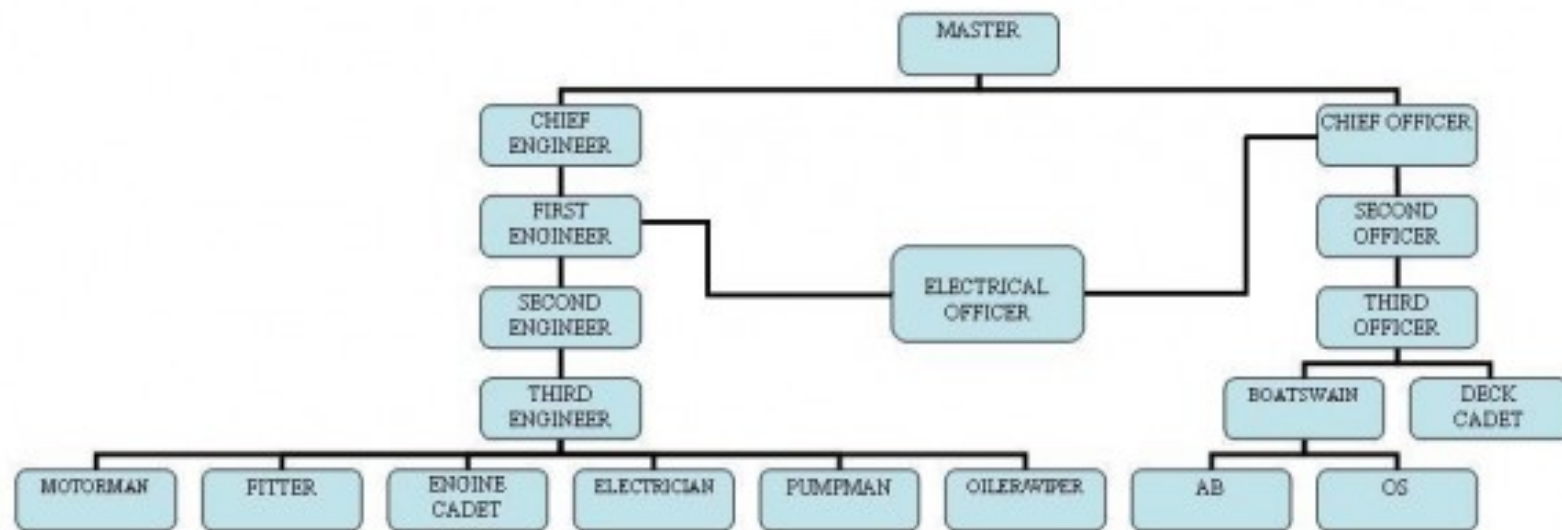 MASTER
CHIEF
ENGINEER
CHIEF OFFICER
FIRST
ENGINEER
SECOND
OFFICER
ELECTRICAL
OFFICER
SECOND
ENGINEER
THIRD
OFFICER
THIRD
ENGINEER
BOATSWAIN
DECK
CADET
MOTORMAN
FITTER
ENGINE
CADET
ELECTRICIAN
PUMPMAN
OILER/WIPER
AB
OS